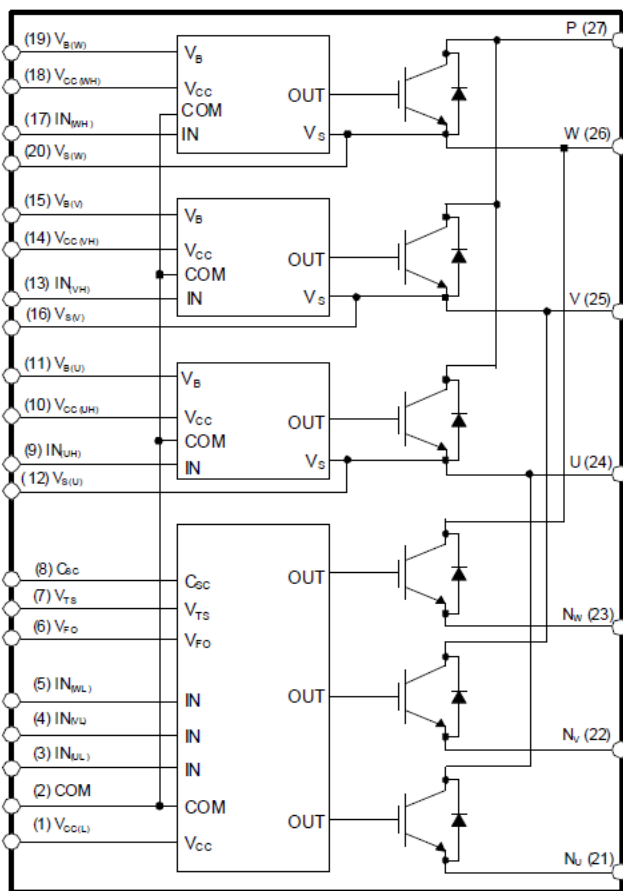 (19) VB(W)
VB
P (27)
(18) VCC(WH)
VCC
OUT
COM
(17) IN(WH)
IN
VS
W (26)
(20) VS(W)
(15) VB(V)
VB
(14) VCC(VH)
VCC
OUT
COM
(13) IN(VH)
IN
VS
V (25)
(16) VS(V)
(11) VB(U)
VB
(10) VCC(UH)
VCC
OUT
COM
(9) IN(UH)
IN
VS
U (24)
(12) VS(U)
(8) CSC
CSC
OUT
(7) VTS
VTS
NW (23)
(6) VFO
VFO
(5) IN(WL)
IN
OUT
(4) IN(VL)
IN
NV (22)
(3) IN(UL)
IN
(2) COM
COM
OUT
(1) VCC(L)
VCC
NU (21)